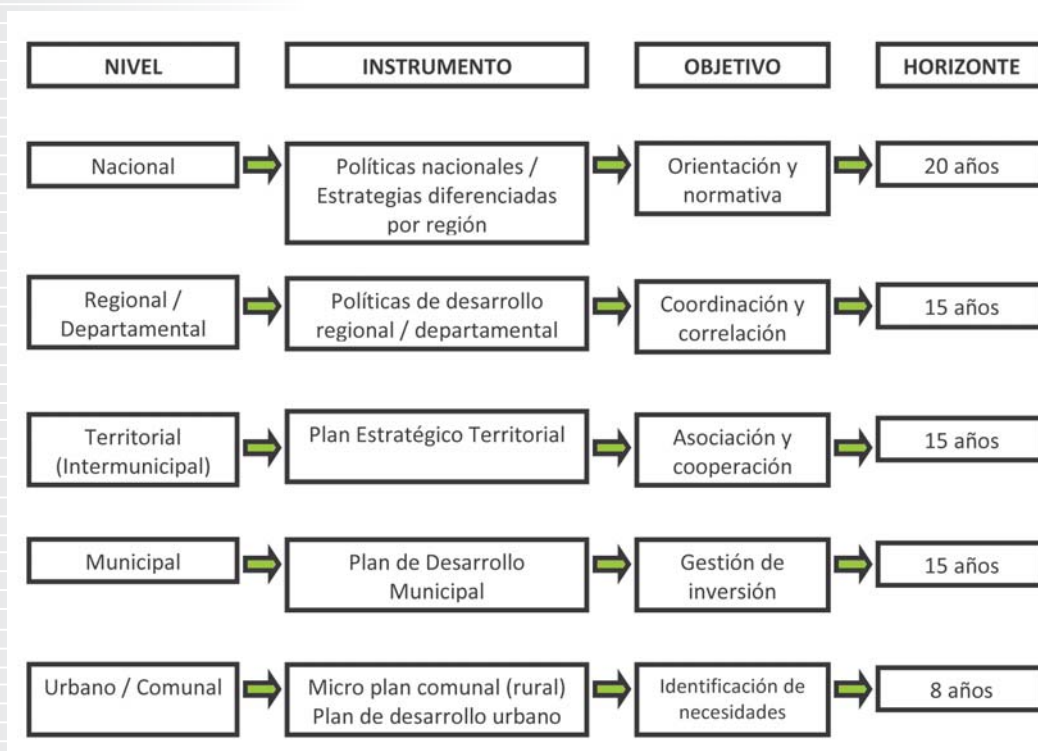 NIVEL
INSTRUMENTO
OBJETIVO
HORIZONTE
Nacional
Políticas nacionales /
Estrategias diferenciadas
por región
Orientación y
normativa
20 años
Regional /
Departamental
Políticas de desarrollo
regional / departamental
Coordinación y
correlación
15 años
Territorial
(Intermunicipal)
Plan Estratégico Territorial
Asociación y
cooperación
15 años
Municipal
Plan de Desarrollo
Municipal
Gestión de
inversión
15 años
Urbano / Comunal
Micro plan comunal (rural)
Plan de desarrollo urbano
Identificación de
necesidades
8 años